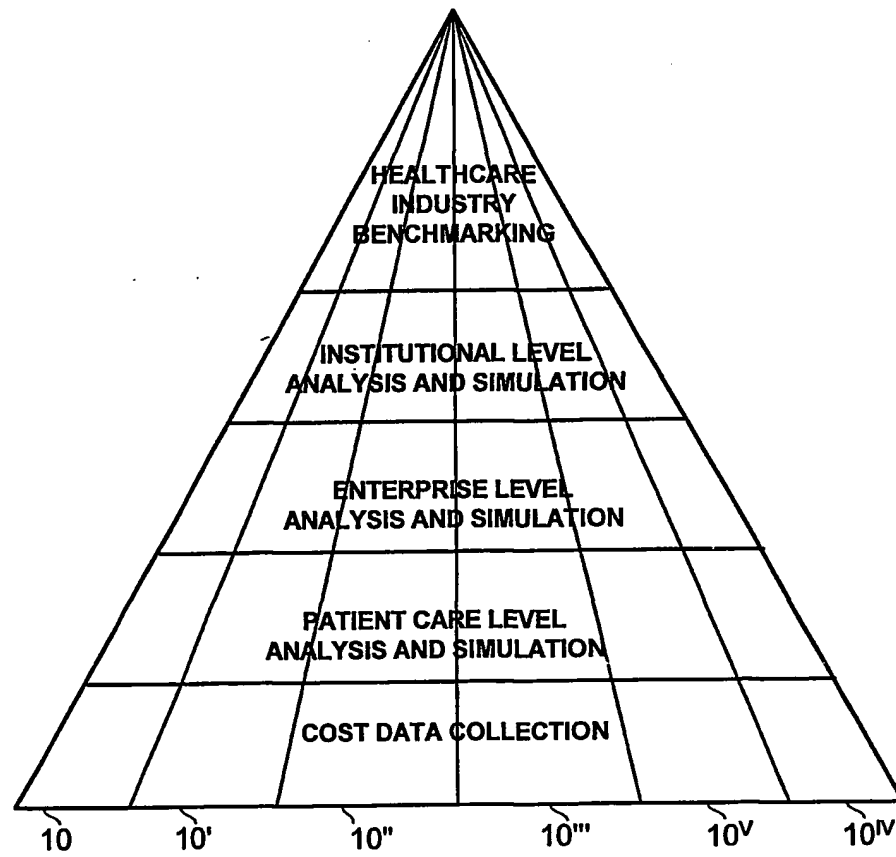 HEALTHCARE
INDUSTRY
BENCHMARKING
INSTITUTIONAL LEVEL
ANALYSIS AND SIMULATION
ENTERPRISE LEVEL
ANALYSIS AND SIMULATION
PATIENT CARE LEVEL
ANALYSIS AND SIMULATION
COST DATA COLLECTION
10 10' 10" 10"' 10V 10IV